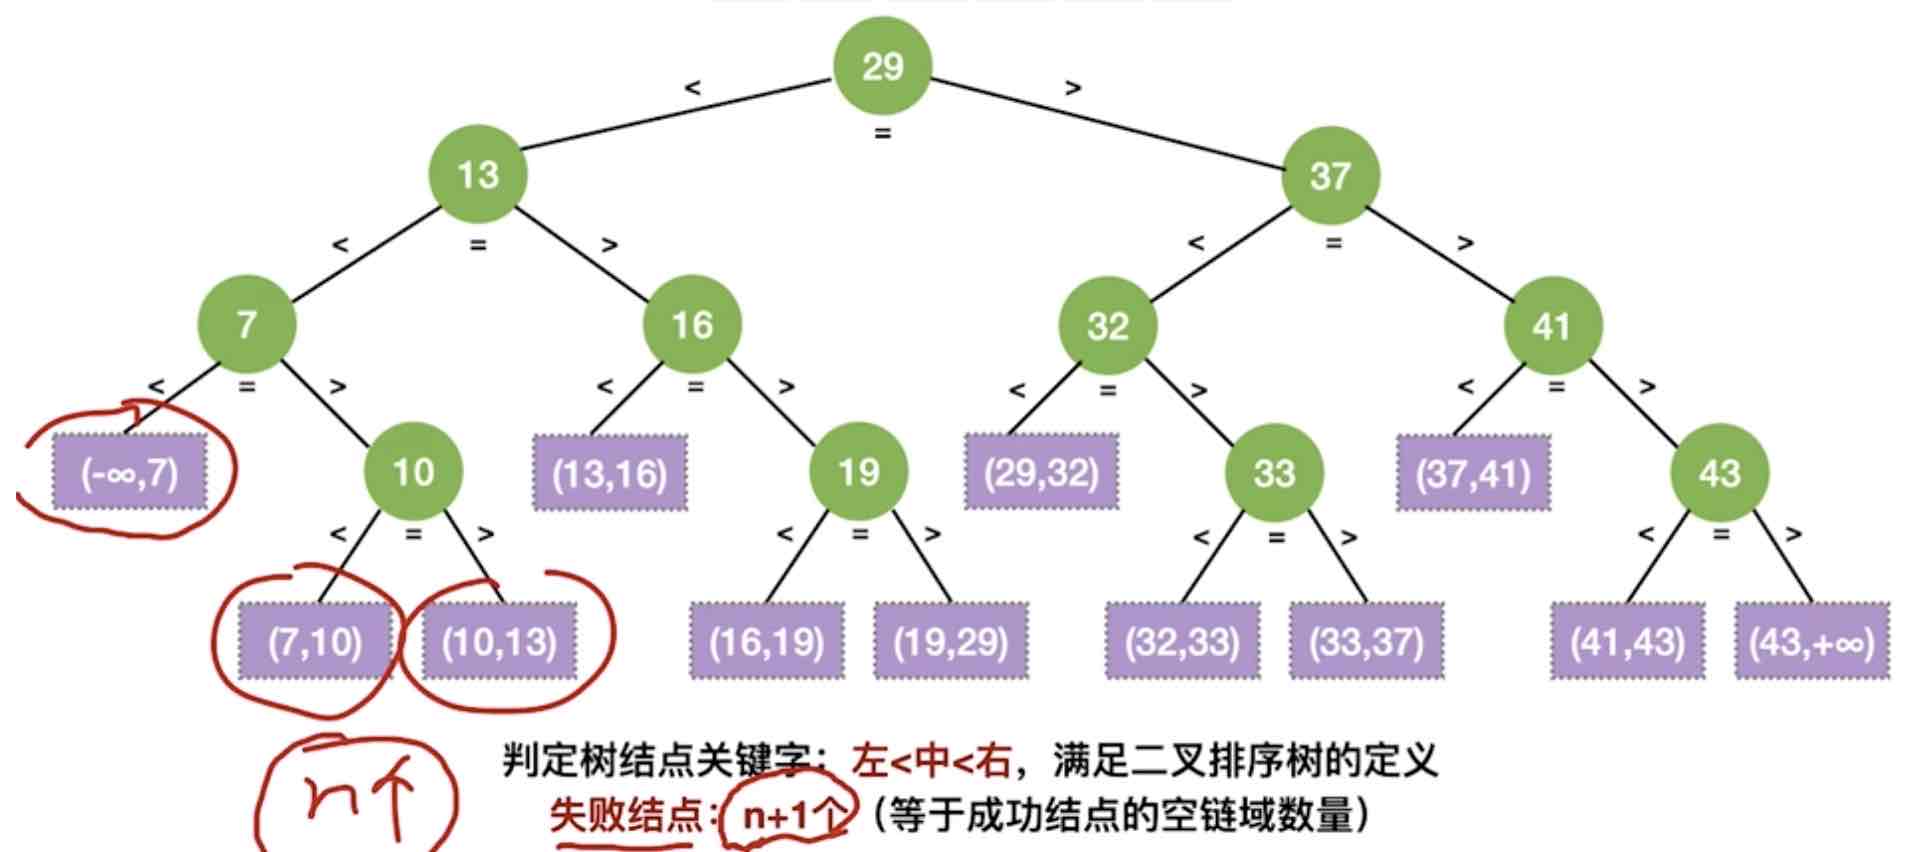 29
< = >
13 37
< = > < = >
7 16 32 41
< = > < = > < = > < = >
(-∞,7) 10 (13,16) 19 (29,32) 33 (37,41) 43
< = > < = > < = > < = >
(7,10) (10,13) (16,19) (19,29) (32,33) (33,37) (41,43) (43,+∞)
判定树结点关键字：左<中<右，满足二叉排序树的定义
n个
失败结点：n+1个（等于成功结点的空链域数量）